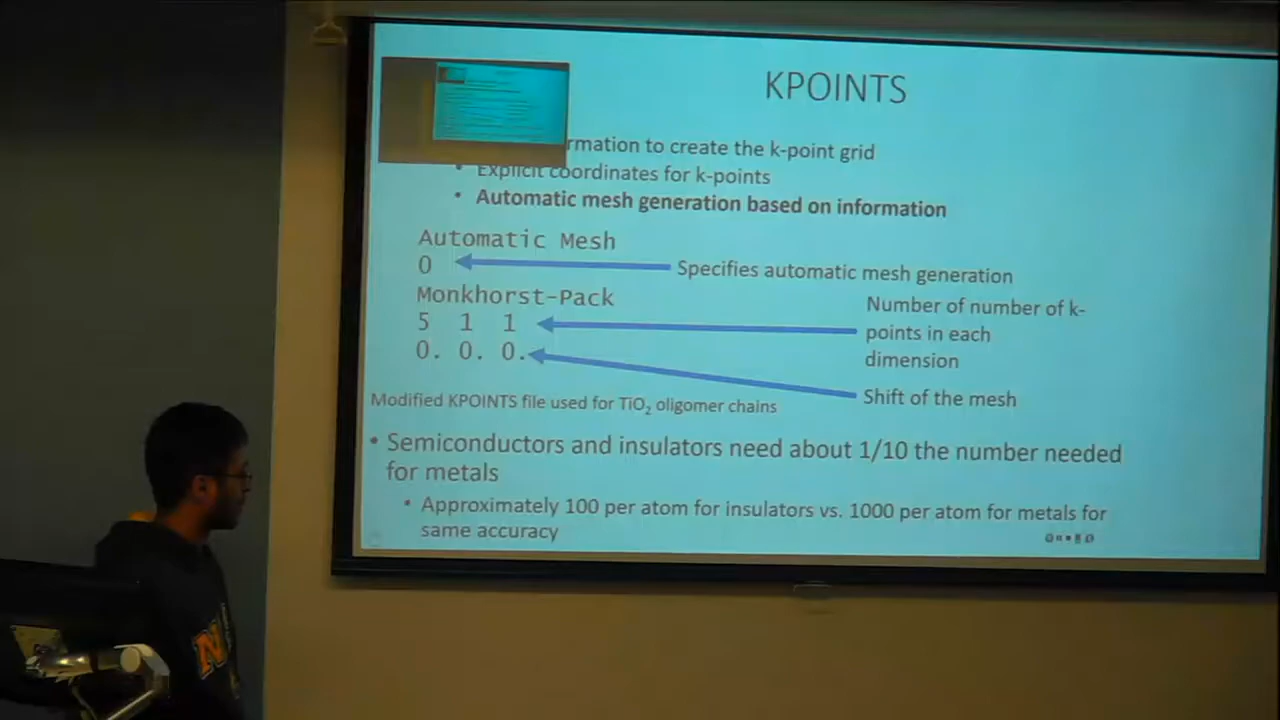 KPOINTS
rmation to create the k-point grid
• Explicit coordinates for k-points
• Automatic mesh generation based on information
Automatic Mesh
0
Specifies automatic mesh generation
Monkhorst-Pack
5 1 1
Number of number of k-
points in each
dimension
0. 0. 0.
Shift of the mesh
Modified KPOINTS file used for TiO₂ oligomer chains
• Semiconductors and insulators need about 1/10 the number needed
for metals
• Approximately 100 per atom for insulators vs. 1000 per atom for metals for
same accuracy
N